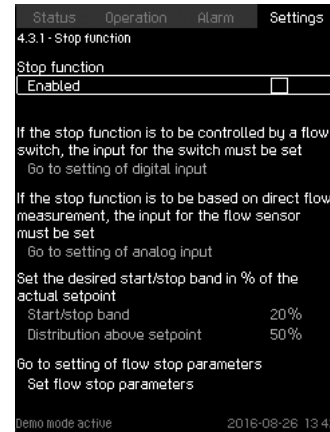 Status Operation Alarm Settings
4.3.1 - Stop function
Stop function
Enabled
If the stop function is to be controlled by a flow
switch, the input for the switch must be set
Go to setting of digital input
If the stop function is to be based on direct flow
measurement, the input for the flow sensor
must be set
Go to setting of analog input
Set the desired start/stop band in % of the
actual setpoint
Start/stop band 20%
Distribution above setpoint 50%
Go to setting of flow stop parameters
Set flow stop parameters
Demo mode active 2016-08-26 13:4